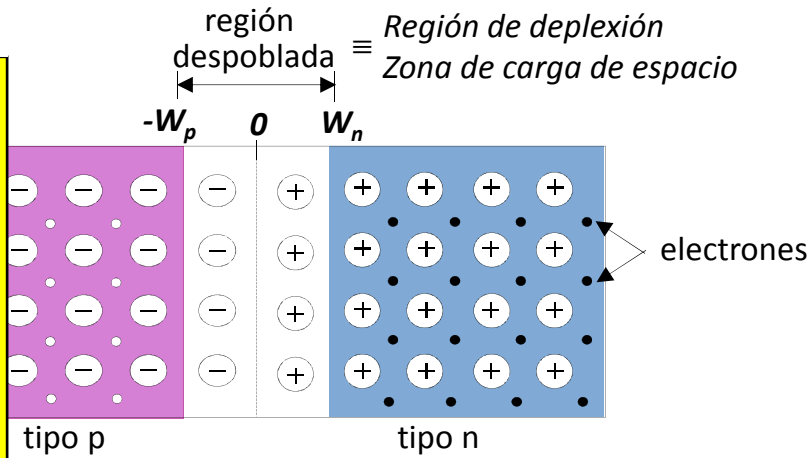 región
despoblada
≡ Región de deplexión
Zona de carga de espacio
-Wp 0 Wn
electrones
tipo p
tipo n